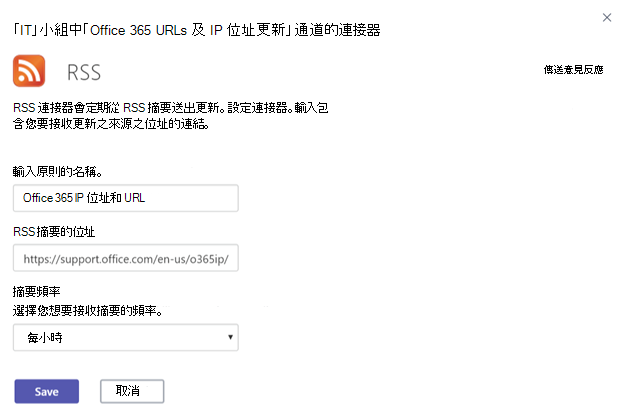 「IT」小組中「Office 365 URLs 及 IP 位址更新」通道的連接器
RSS
傳送意見反應
RSS 連接器會定期從 RSS 摘要送出更新。設定連接器。輸入包
含您要接收更新之來源之位址的連結。
輸入原則的名稱。
Office 365 IP 位址和 URL
RSS 摘要的位址
https://support.office.com/en-us/o365ip/
摘要頻率
選擇您想要接收摘要的頻率。
每小時
Save
取消